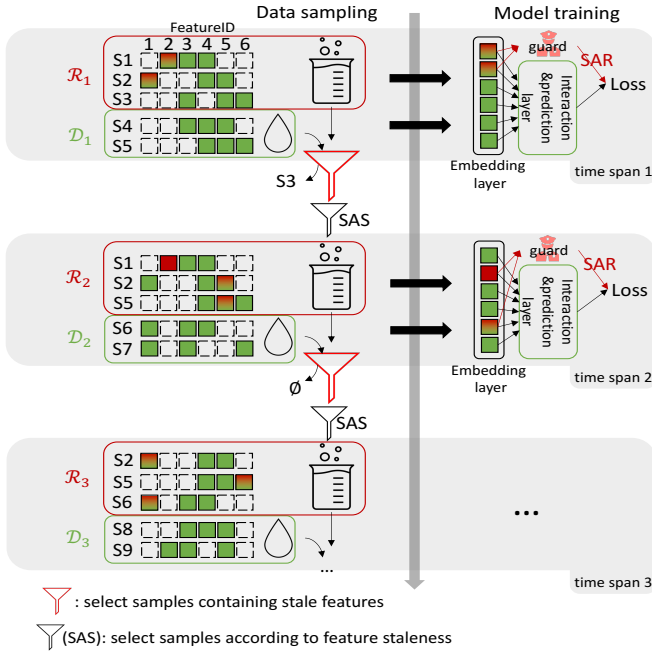 Data sampling
Model training
FeatureID
1 2 3 4 5 6
S1
S2
S3
R1
S4
S5
D1
S3
SAS
guard
SAR
Interaction &prediction layer
Loss
Embedding layer
time span 1
S1
S2
S5
R2
S6
S7
D2
Ø
SAS
guard
SAR
Interaction &prediction layer
Loss
Embedding layer
time span 2
S2
S5
S6
R3
S8
S9
D3
...
...
time span 3
: select samples containing stale features
(SAS): select samples according to feature staleness